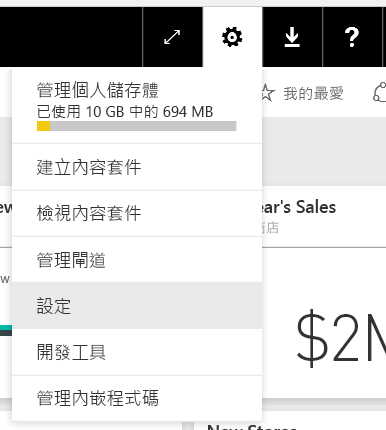 ?
管理個人儲存體
已使用 10 GB 中的 694 MB
我的最愛
建立內容套件
檢視內容套件
ew
ear's Sales
商店
管理閘道
w
設定
$2M
開發工具
管理內嵌程式碼
New Stores